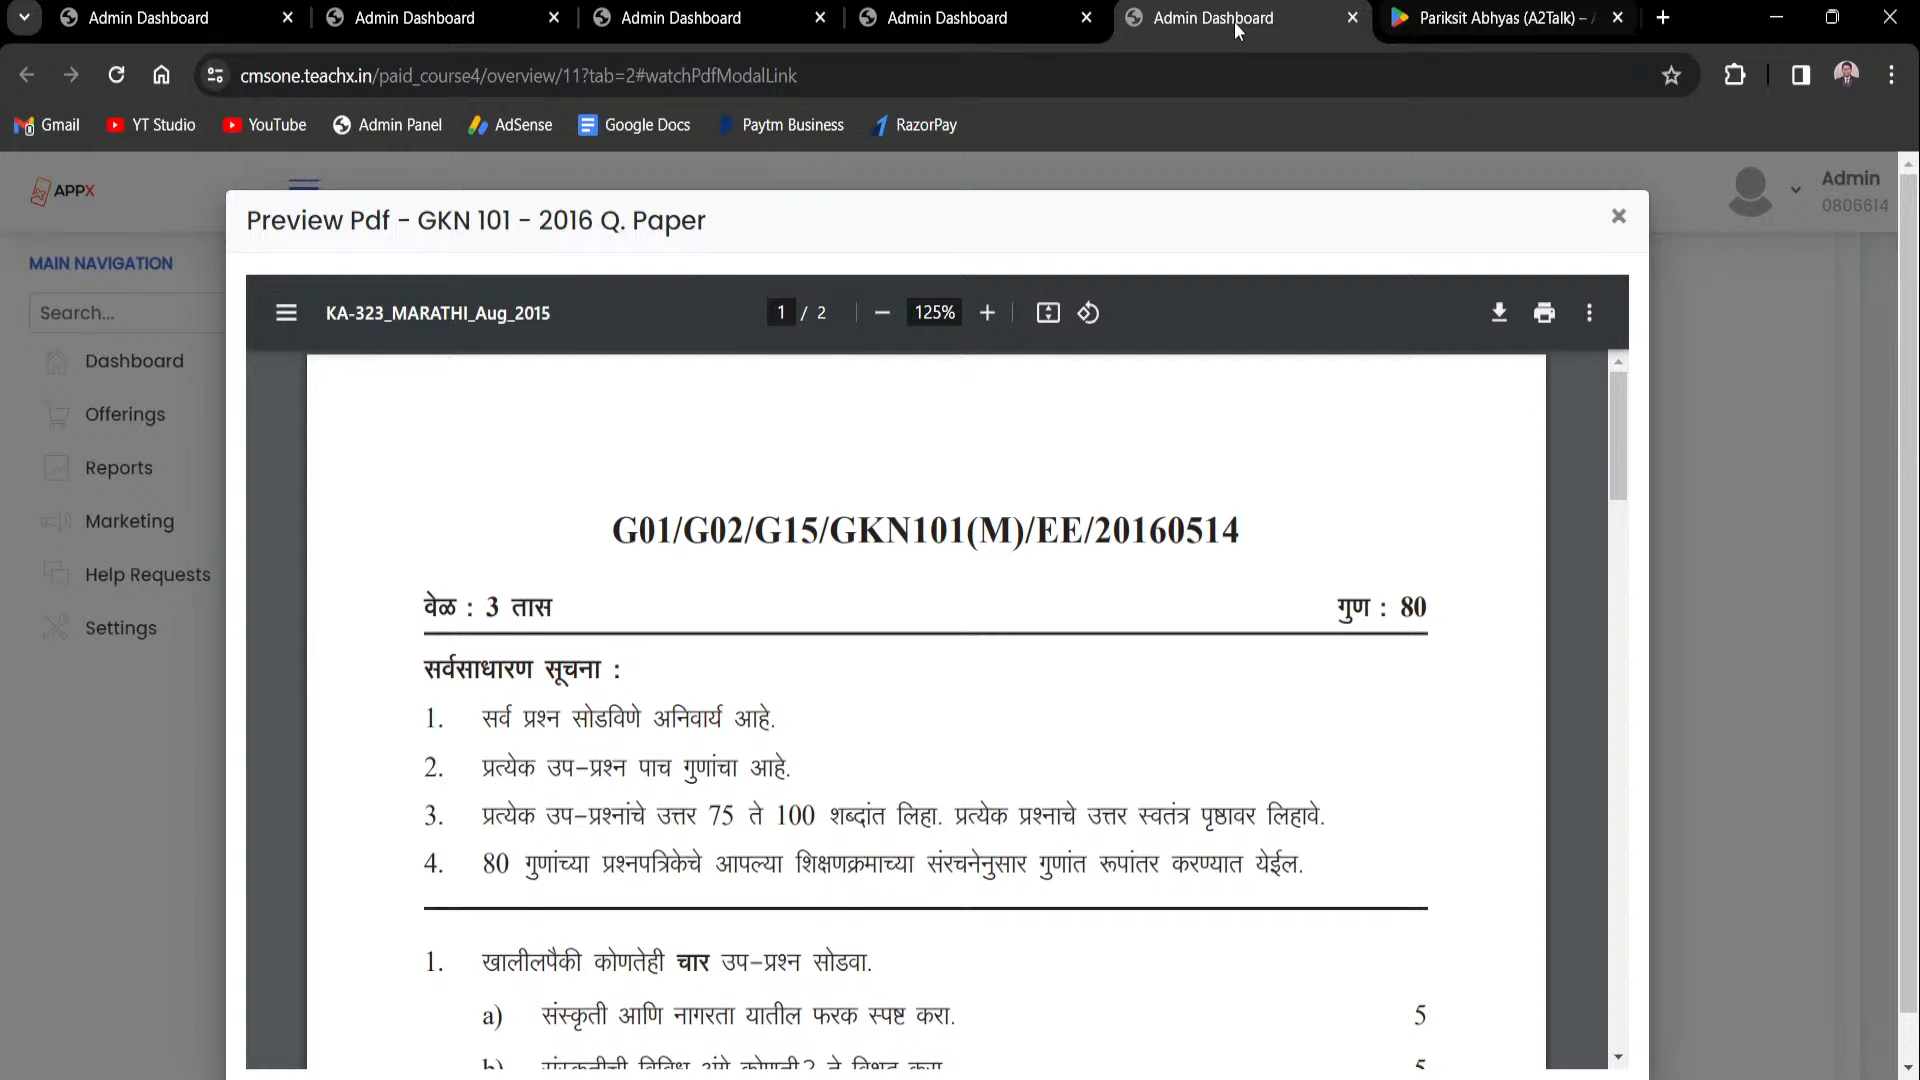 Admin Dashboard
Admin Dashboard
Admin Dashboard
Admin Dashboard
Admin Dashboard
Pariksit Abhyas (A2Talk) –
cmsone.teachx.in/paid_course4/overview/11?tab=2#watchPdfModalLink
Gmail YT Studio YouTube Admin Panel AdSense Google Docs Paytm Business RazorPay
APPX
Admin
0806614
Preview Pdf - GKN 101 - 2016 Q. Paper
MAIN NAVIGATION
Search...
Dashboard
Offerings
Reports
Marketing
Help Requests
Settings
KA-323_MARATHI_Aug_2015 1 / 2 125%
G01/G02/G15/GKN101(M)/EE/20160514
वेळ : 3 तास गुण : 80
सर्वसाधारण सूचना :
1. सर्व प्रश्न सोडविणे अनिवार्य आहे.
2. प्रत्येक उप-प्रश्न पाच गुणांचा आहे.
3. प्रत्येक उप-प्रश्नांचे उत्तर 75 ते 100 शब्दांत लिहा. प्रत्येक प्रश्नाचे उत्तर स्वतंत्र पृष्ठावर लिहावे.
4. 80 गुणांच्या प्रश्नपत्रिकेचे आपल्या शिक्षणक्रमाच्या संरचनेनुसार गुणांत रूपांतर करण्यात येईल.
1. खालीलपैकी कोणतेही चार उप-प्रश्न सोडवा.
a) संस्कृती आणि नागरता यातील फरक स्पष्ट करा. 5